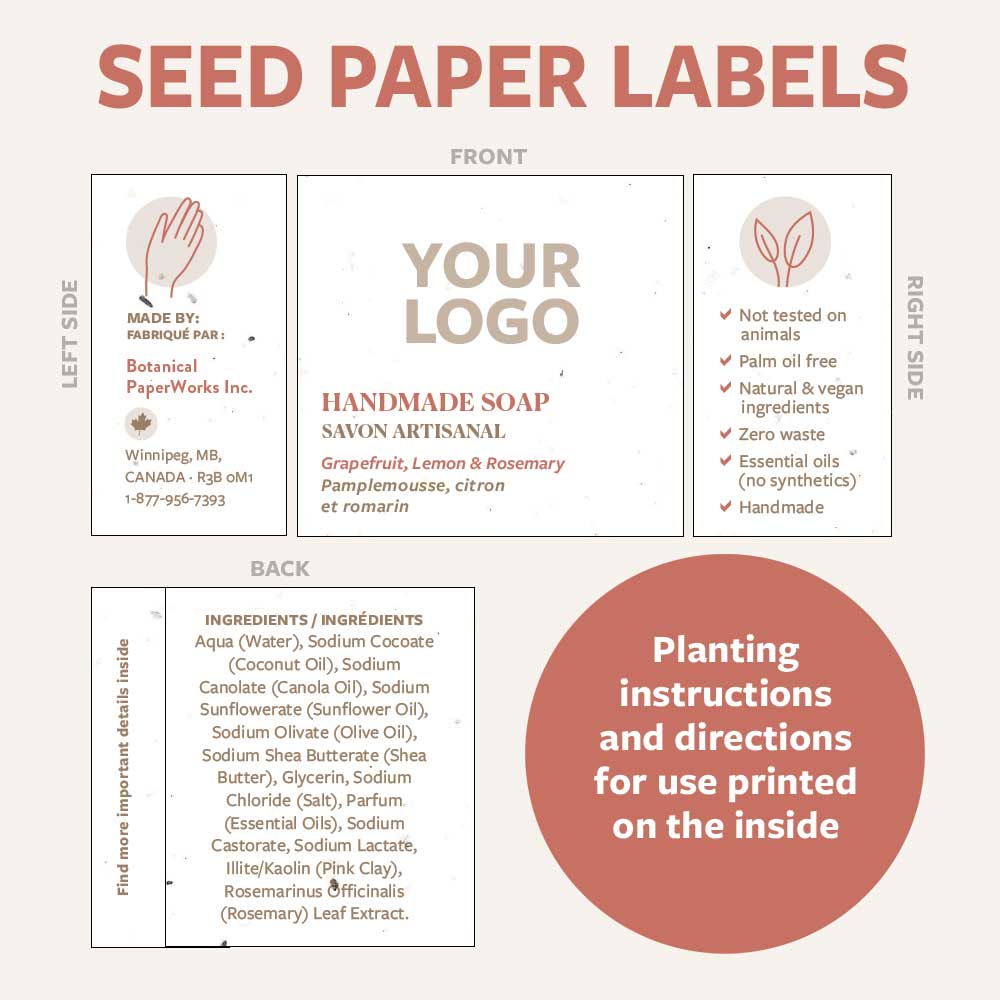 SEED PAPER LABELS
FRONT
LEFT SIDE
MADE BY:
FABRIQUÉ PAR :
Botanical
PaperWorks Inc.
Winnipeg, MB,
CANADA · R3B 0M1
1-877-956-7393
YOUR
LOGO
HANDMADE SOAP
SAVON ARTISANAL
Grapefruit, Lemon & Rosemary
Pamplemousse, citron
et romarin
Not tested on
animals
Palm oil free
Natural & vegan
ingredients
Zero waste
Essential oils
(no synthetics)
Handmade
RIGHT SIDE
BACK
Find more important details inside
INGREDIENTS / INGRÉDIENTS
Aqua (Water), Sodium Cocoate
(Coconut Oil), Sodium
Canolate (Canola Oil), Sodium
Sunflowerate (Sunflower Oil),
Sodium Olivate (Olive Oil),
Sodium Shea Butterate (Shea
Butter), Glycerin, Sodium
Chloride (Salt), Parfum
(Essential Oils), Sodium
Castorate, Sodium Lactate,
Illite/Kaolin (Pink Clay),
Rosemarinus Officinalis
(Rosemary) Leaf Extract.
Planting
instructions
and directions
for use printed
on the inside